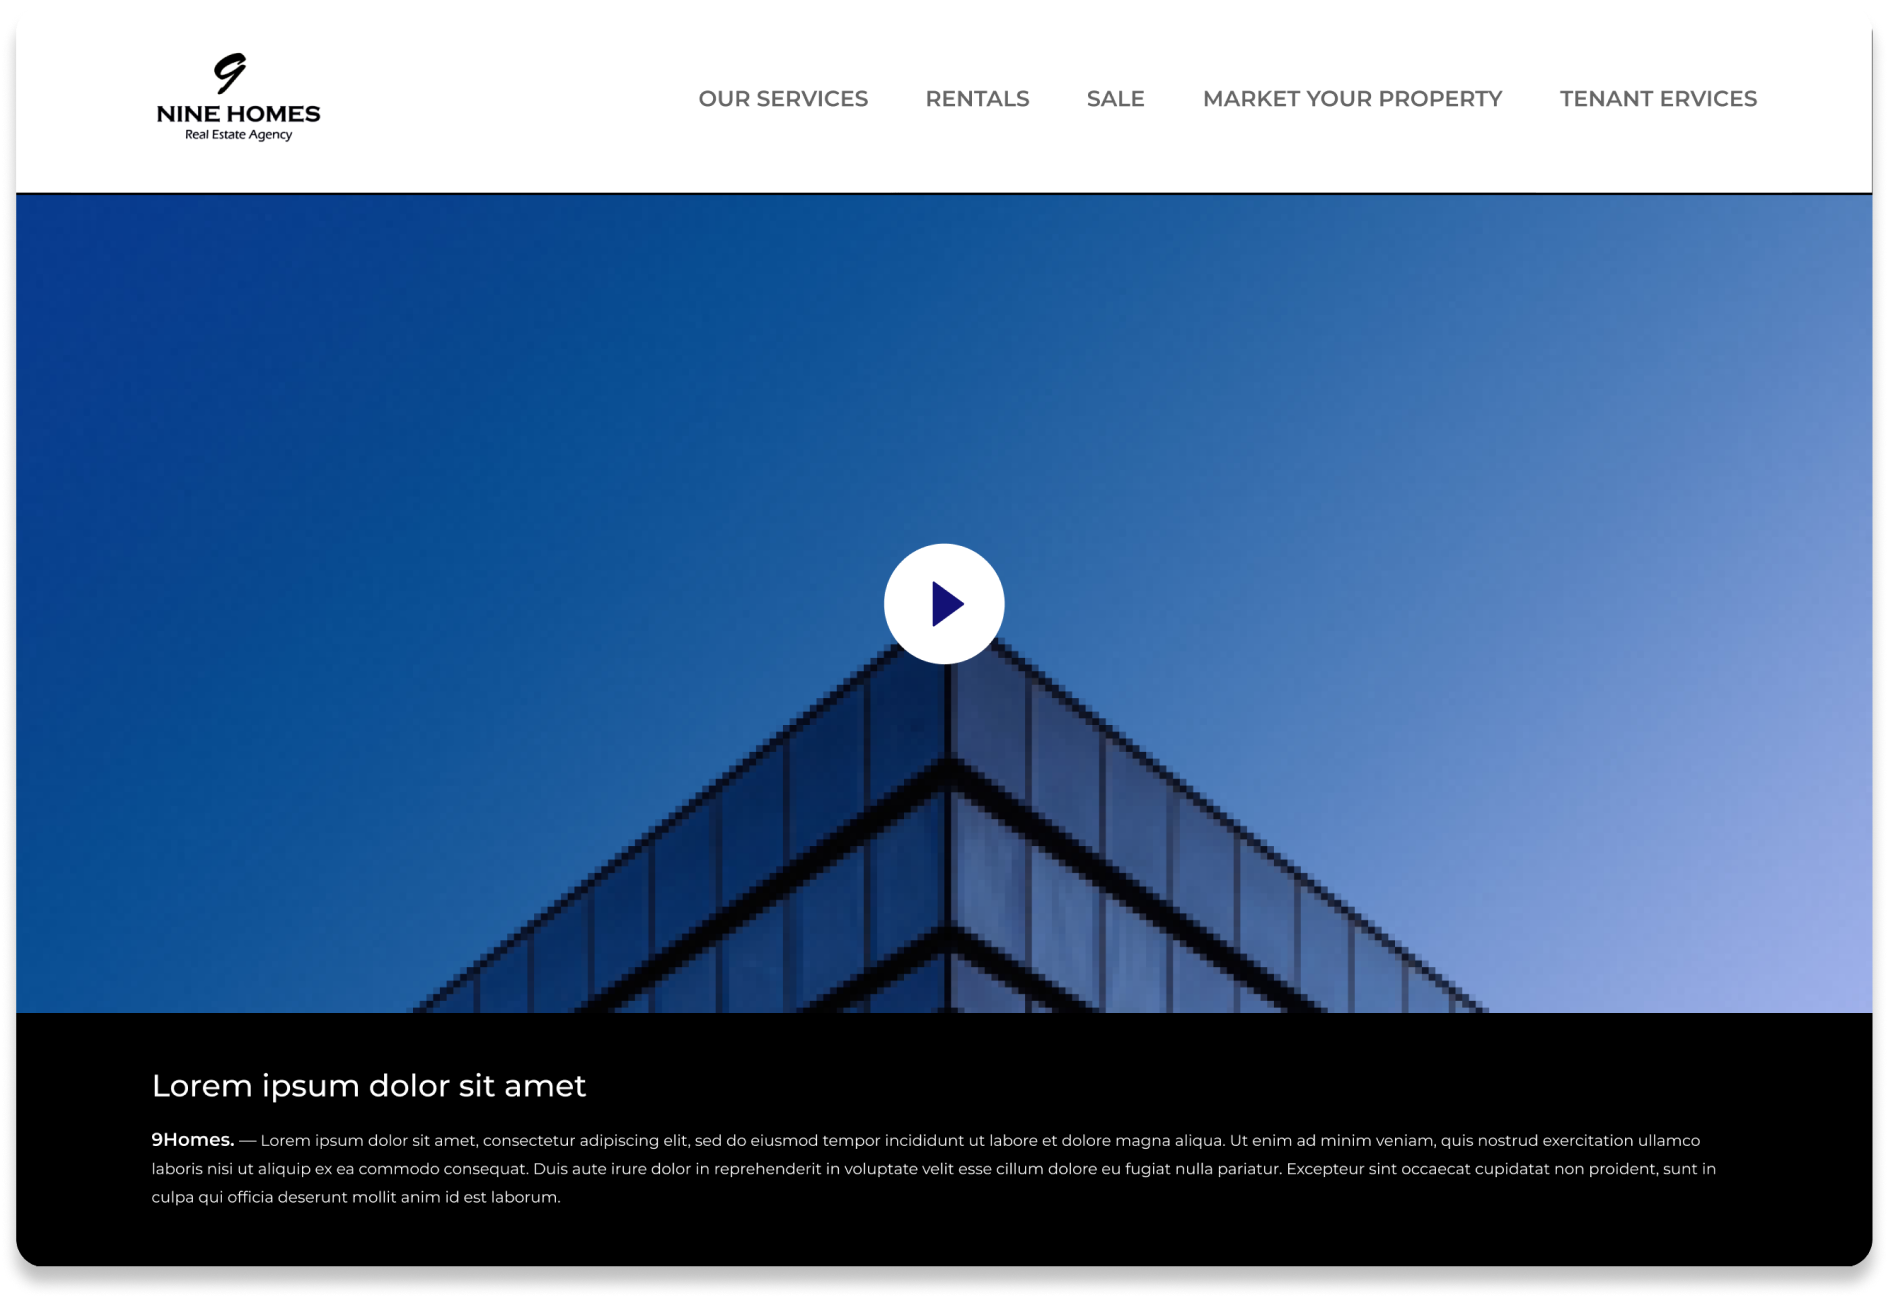 9
NINE HOMES
Real Estate Agency
OUR SERVICES RENTALS SALE MARKET YOUR PROPERTY TENANT ERVICES
Lorem ipsum dolor sit amet
9Homes. — Lorem ipsum dolor sit amet, consectetur adipiscing elit, sed do eiusmod tempor incididunt ut labore et dolore magna aliqua. Ut enim ad minim veniam, quis nostrud exercitation ullamco
laboris nisi ut aliquip ex ea commodo consequat. Duis aute irure dolor in reprehenderit in voluptate velit esse cillum dolore eu fugiat nulla pariatur. Excepteur sint occaecat cupidatat non proident, sunt in
culpa qui officia deserunt mollit anim id est laborum.